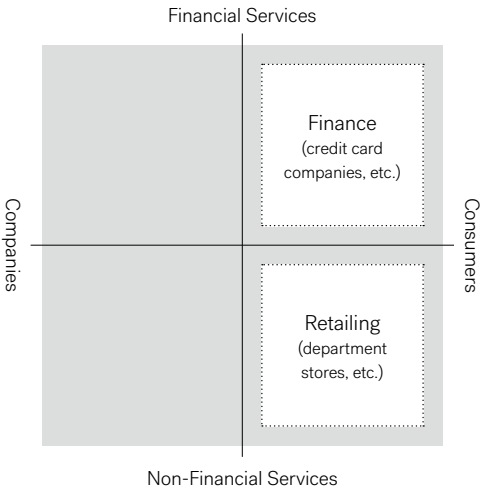 Financial Services
Finance
(credit card
companies, etc.)
Companies
Consumers
Retailing
(department
stores, etc.)
Non-Financial Services